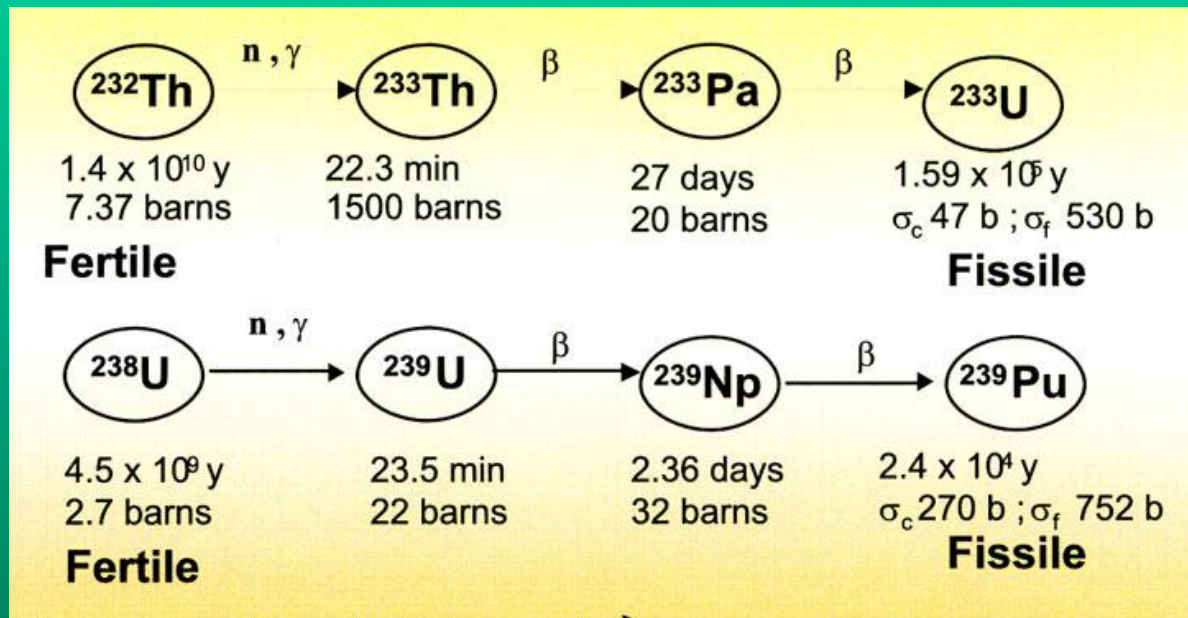 n , γ β β
²³²Th ²³³Th ²³³Pa ²³³U
1.4 x 10¹⁰ y 22.3 min 27 days 1.59 x 10⁵ y
7.37 barns 1500 barns 20 barns σc 47 b ; σf 530 b
Fertile Fissile
n , γ β β
²³⁸U ²³⁹U ²³⁹Np ²³⁹Pu
4.5 x 10⁹ y 23.5 min 2.36 days 2.4 x 10⁴ y
2.7 barns 22 barns 32 barns σc 270 b ; σf 752 b
Fertile Fissile